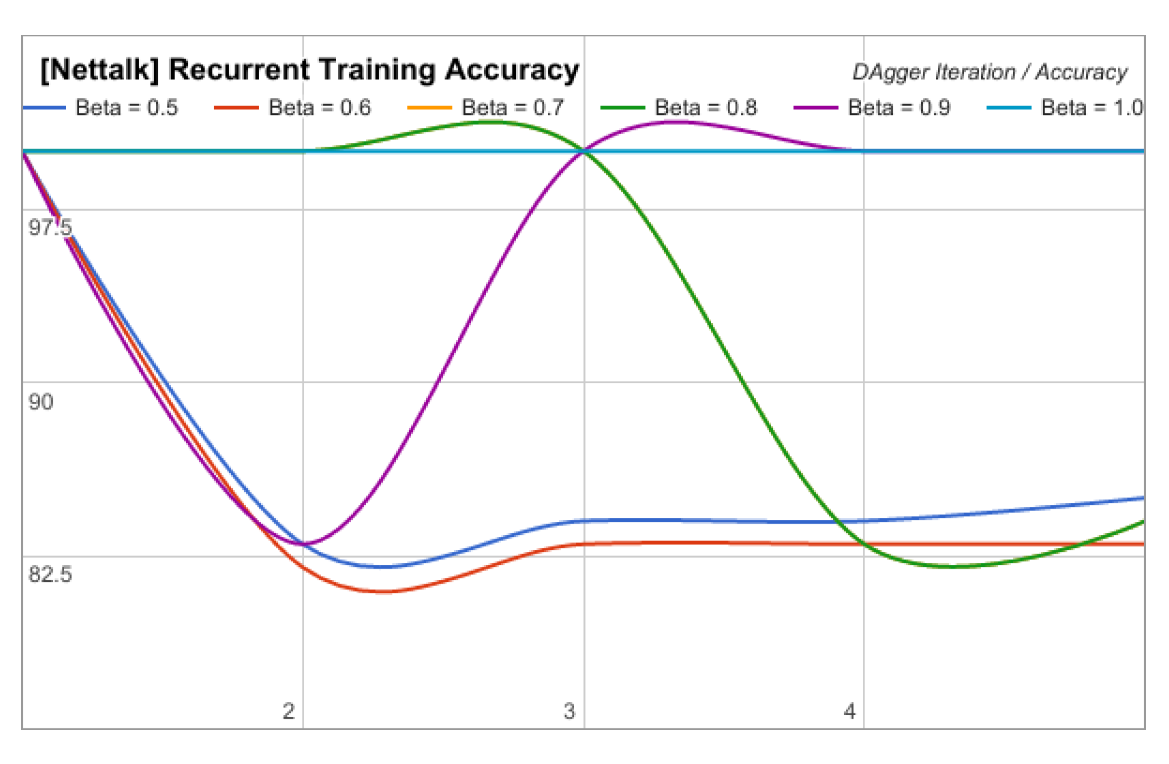 [Nettalk] Recurrent Training Accuracy
DAgger Iteration / Accuracy
Beta = 0.5 Beta = 0.6 Beta = 0.7 Beta = 0.8 Beta = 0.9 Beta = 1.0
97.5
90
82.5
2 3 4